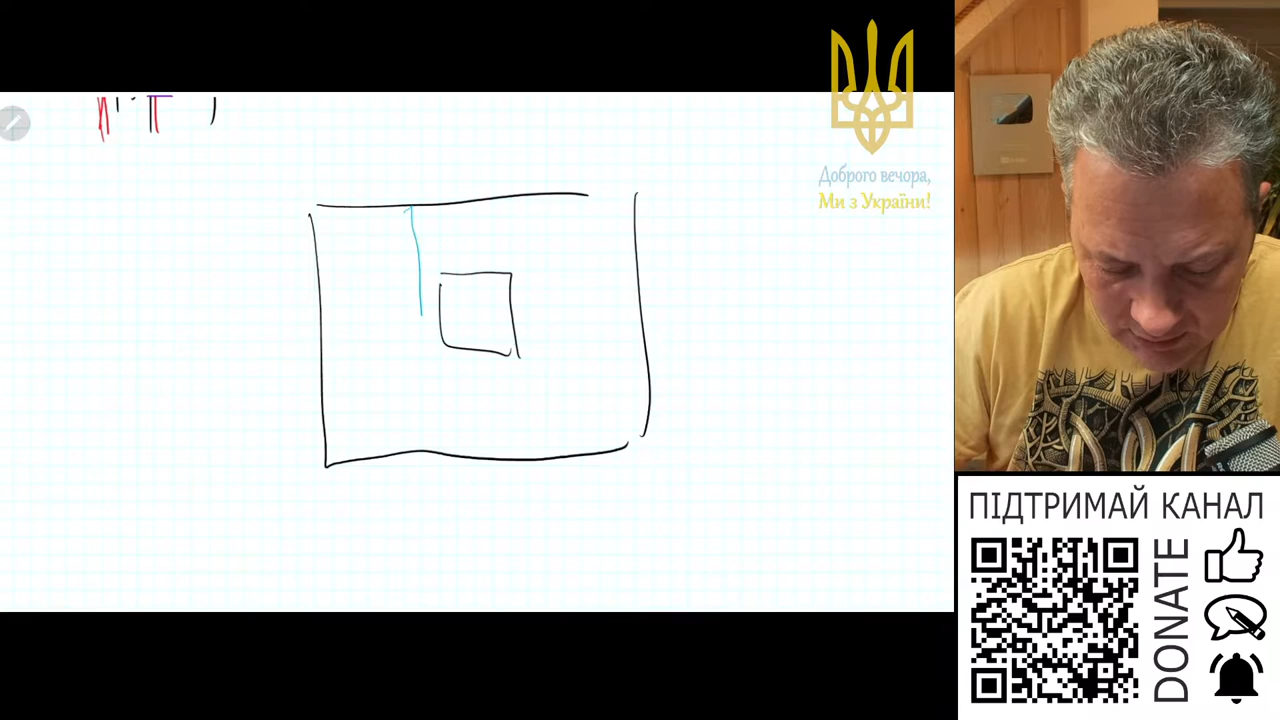 Доброго вечора,
Ми з України!
ПІДТРИМАЙ КАНАЛ
DONATE